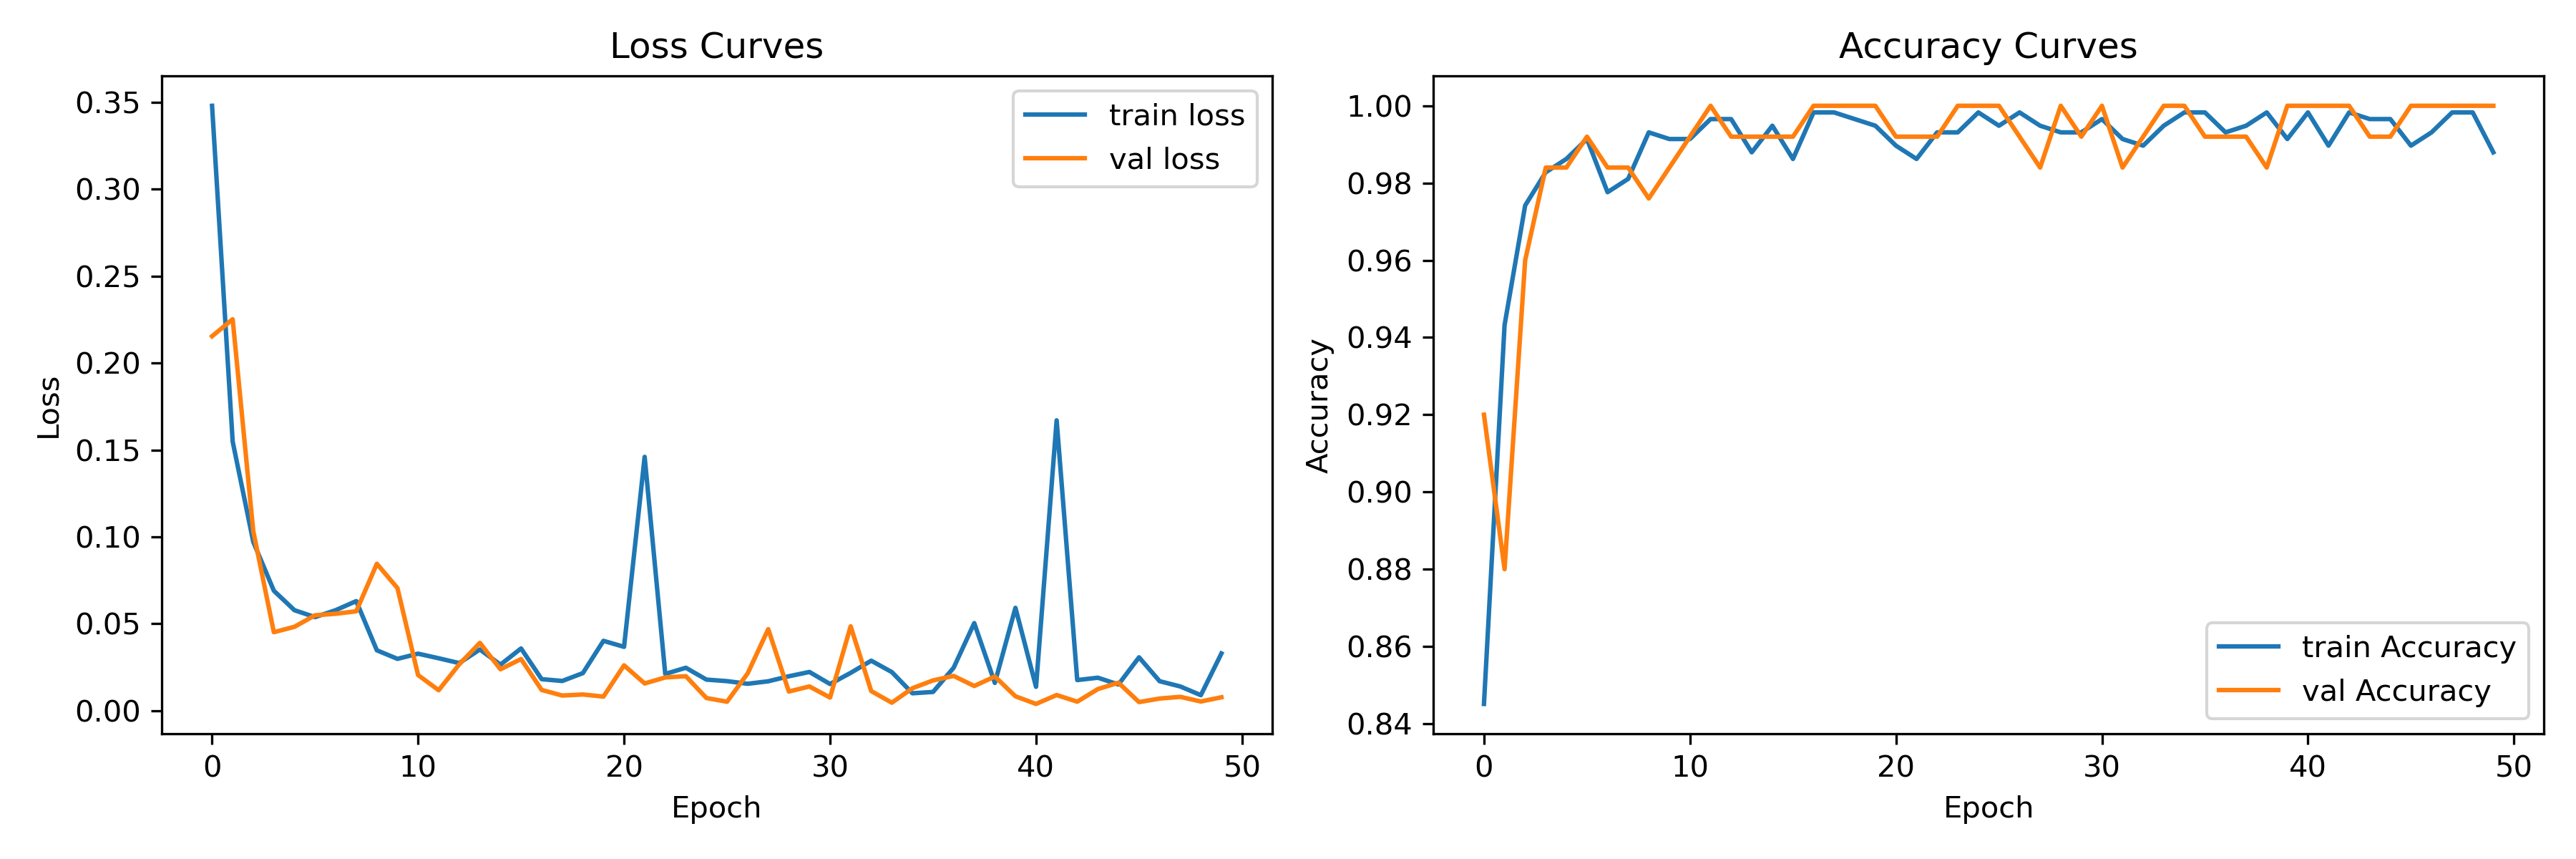 Loss Curves
0.35
0.30
0.25
0.20
0.15
0.10
0.05
0.00
Loss
0 10 20 30 40 50
Epoch
train loss
val loss
Accuracy Curves
1.00
0.98
0.96
0.94
0.92
0.90
0.88
0.86
0.84
Accuracy
0 10 20 30 40 50
Epoch
train Accuracy
val Accuracy